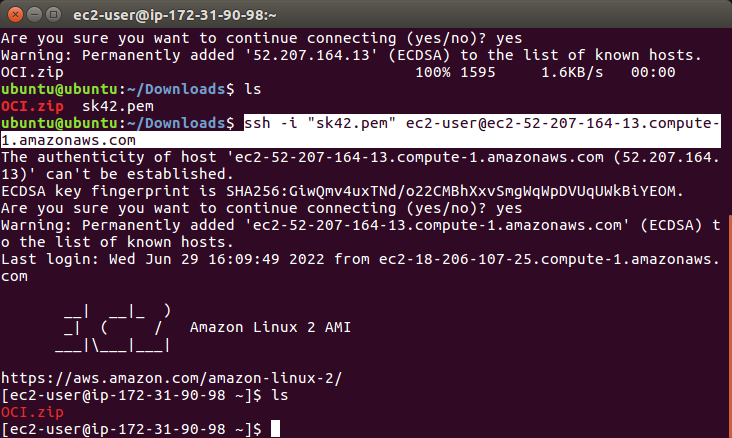 ec2-user@ip-172-31-90-98:~
Are you sure you want to continue connecting (yes/no)? yes
Warning: Permanently added '52.207.164.13' (ECDSA) to the list of known hosts.
OCI.zip 100% 1595 1.6KB/s 00:00
ubuntu@ubuntu:~/Downloads$ ls
OCI.zip sk42.pem
ubuntu@ubuntu:~/Downloads$ ssh -i "sk42.pem" ec2-user@ec2-52-207-164-13.compute-
1.amazonaws.com
The authenticity of host 'ec2-52-207-164-13.compute-1.amazonaws.com (52.207.164.
13)' can't be established.
ECDSA key fingerprint is SHA256:GiwQmv4uxTNd/o22CMBhXxvSmgWqWpDVUqUWkBiYEOM.
Are you sure you want to continue connecting (yes/no)? yes
Warning: Permanently added 'ec2-52-207-164-13.compute-1.amazonaws.com' (ECDSA) t
o the list of known hosts.
Last login: Wed Jun 29 16:09:49 2022 from ec2-18-206-107-25.compute-1.amazonaws.
com
__|  __|_  )
_|  (     /   Amazon Linux 2 AMI
___|\___|___|
https://aws.amazon.com/amazon-linux-2/
[ec2-user@ip-172-31-90-98 ~]$ ls
OCI.zip
[ec2-user@ip-172-31-90-98 ~]$